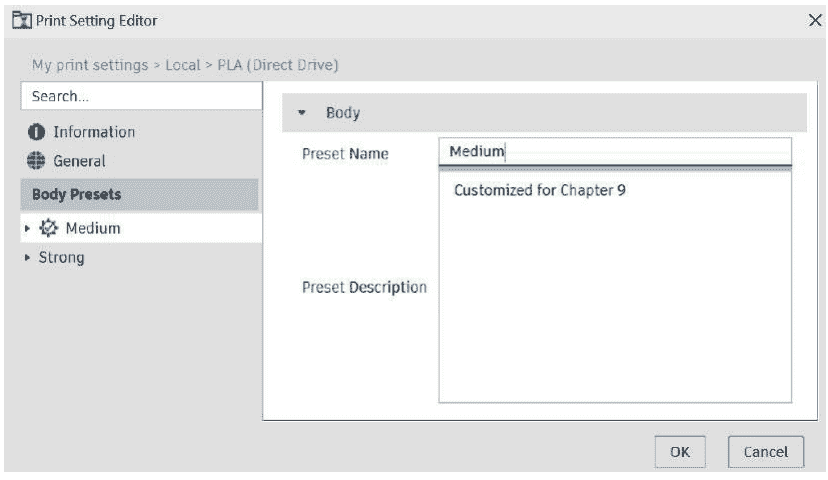 Print Setting Editor
My print settings > Local > PLA (Direct Drive)
Search...
Information
General
Body Presets
Medium
Strong
Body
Preset Name
Medium
Customized for Chapter 9
Preset Description
OK
Cancel